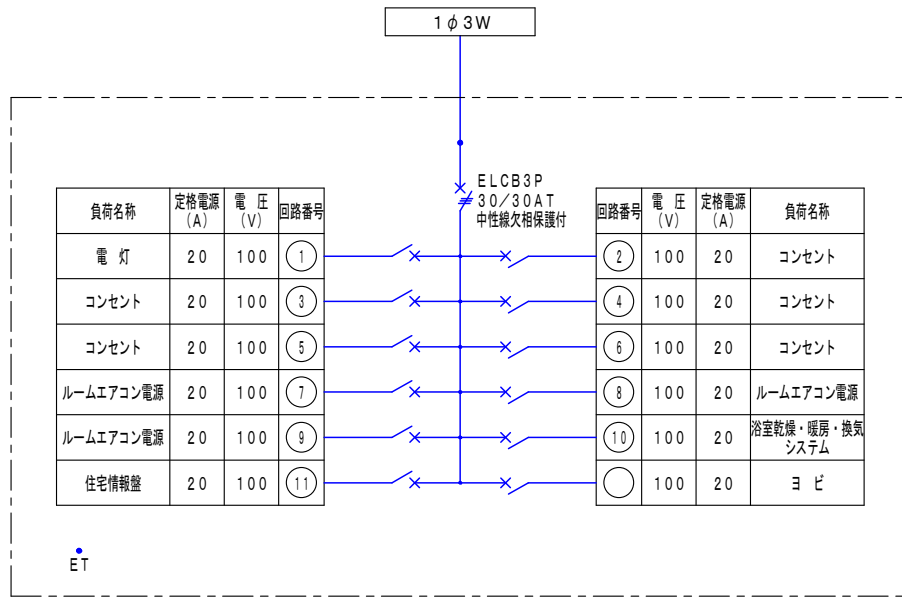 1φ3W
ELCB3P
30/30AT
中性線欠相保護付
負荷名称 定格電源(A) 電圧(V) 回路番号
電灯 20 100 1
コンセント 20 100 3
コンセント 20 100 5
ルームエアコン電源 20 100 7
ルームエアコン電源 20 100 9
住宅情報盤 20 100 11
回路番号 電圧(V) 定格電源(A) 負荷名称
2 100 20 コンセント
4 100 20 コンセント
6 100 20 コンセント
8 100 20 ルームエアコン電源
10 100 20 浴室乾燥・暖房・換気システム
100 20 ヨビ
ET